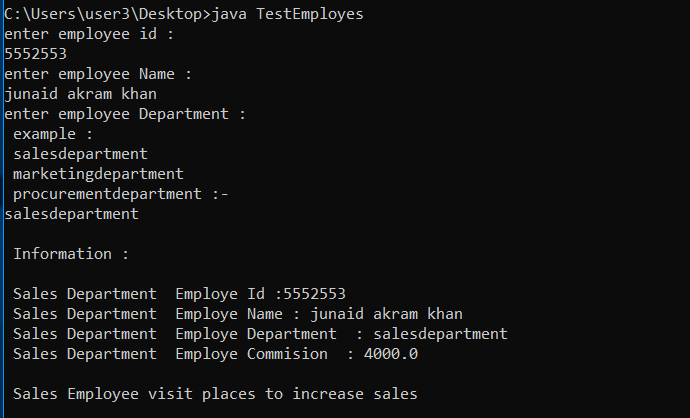 C:\Users\user3\Desktop>java TestEmployes
enter employee id :
5552553
enter employee Name :
junaid akram khan
enter employee Department :
example :
salesdepartment
marketingdepartment
procurementdepartment :-
salesdepartment
Information :
Sales Department  Employe Id :5552553
Sales Department  Employe Name : junaid akram khan
Sales Department  Employe Department  : salesdepartment
Sales Department  Employe Commision  : 4000.0
Sales Employee visit places to increase sales